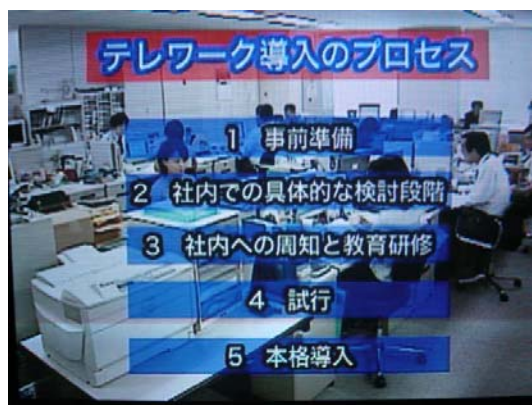 テレワーク導入のプロセス
1 事前準備
2 社内での具体的な検討段階
3 社内への周知と教育研修
4 試行
5 本格導入